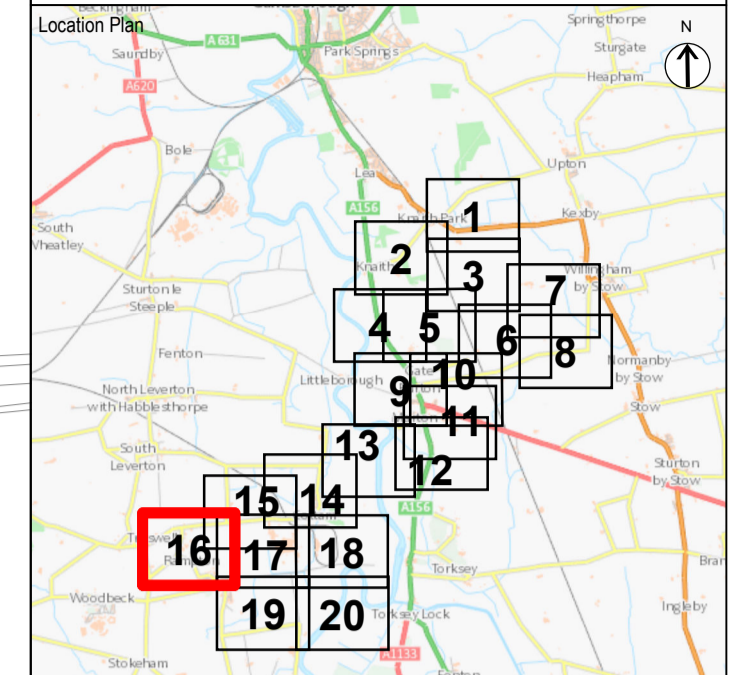 Location Plan
N
Springthorpe
Saundby
A 631
Park Springs
Sturgate
Heapham
A620
Bole
Upton
Lea
A156
Knaith Park
Kexby
1
South
Wheatley
2
Knaith
3
Willingham
by Stow
7
Sturton le
Steeple
4
5
6
8
Fenton
Normanby
by Stow
Littleborough
9
10
North Leverton
with Habblesthorpe
11
Stow
13
South
Leverton
12
Sturton
by Stow
15
14
A156
16
17
18
Torksey
Woodbeck
19
20
Torksey Lock
Ingleby
A1133
Stokeham